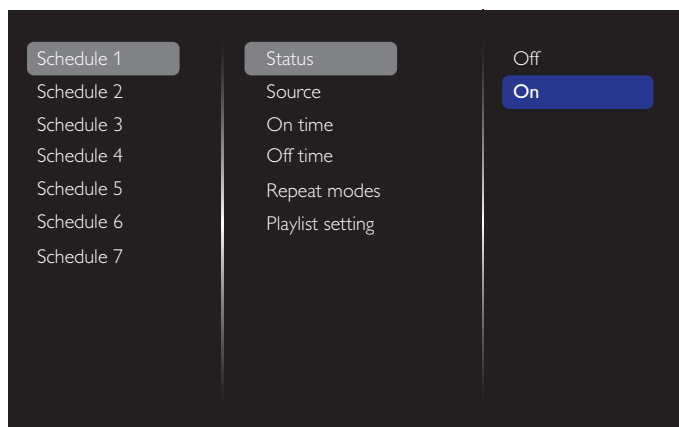 Schedule 1
Schedule 2
Schedule 3
Schedule 4
Schedule 5
Schedule 6
Schedule 7
Status
Source
On time
Off time
Repeat modes
Playlist setting
Off
On